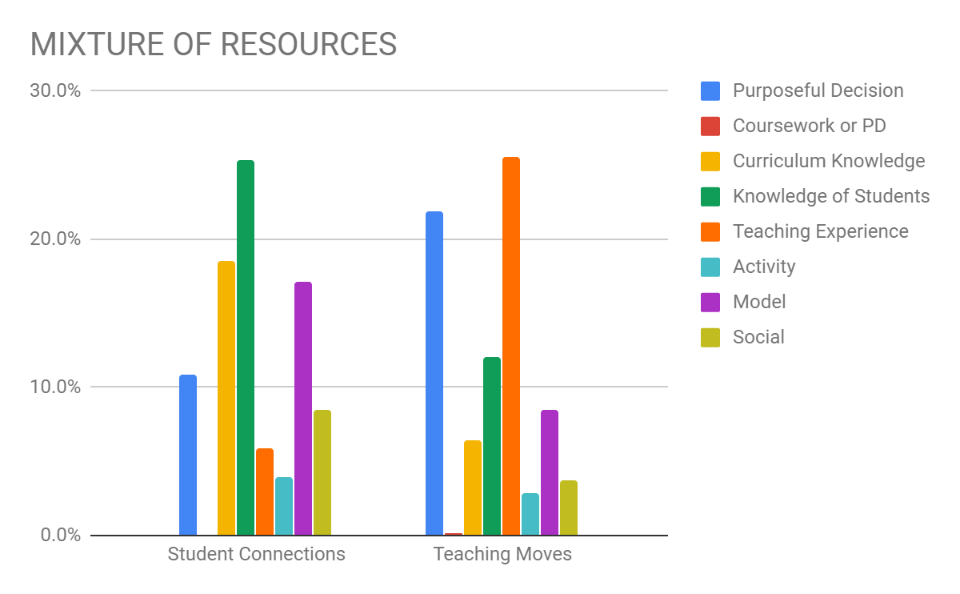 MIXTURE OF RESOURCES
30.0%
20.0%
10.0%
0.0%
Student Connections
Teaching Moves
Purposeful Decision
Coursework or PD
Curriculum Knowledge
Knowledge of Students
Teaching Experience
Activity
Model
Social